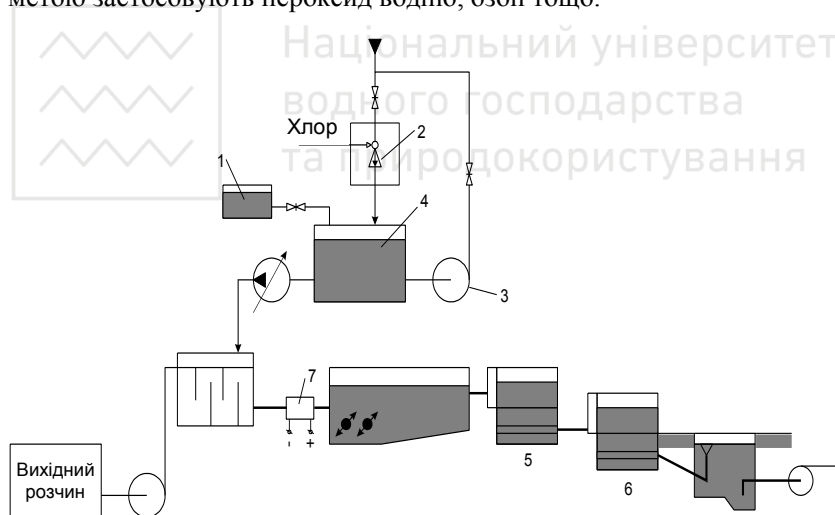 метою застосовують пероксид водню, озон тощо.
Національний університет
водного господарства
та природокористування
Хлор
2
1
4
3
7
- +
5
6
Вихідний
розчин